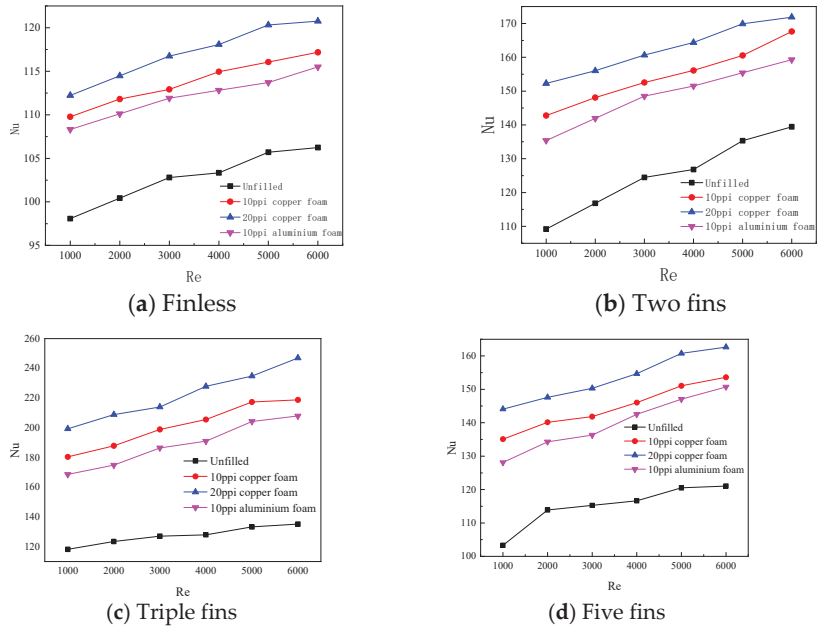 120
115
110
105
100
95
Nu
Unfilled
10ppi copper foam
20ppi copper foam
10ppi aluminium foam
1000 2000 3000 4000 5000 6000
Re
(a) Finless
170
160
150
140
130
120
110
Nu
Unfilled
10ppi copper foam
20ppi copper foam
10ppi aluminium foam
1000 2000 3000 4000 5000 6000
Re
(b) Two fins
260
240
220
200
180
160
140
120
Nu
Unfilled
10ppi copper foam
20ppi copper foam
10ppi aluminium foam
1000 2000 3000 4000 5000 6000
Re
(c) Triple fins
160
150
140
130
120
110
100
Nu
Unfilled
10ppi copper foam
20ppi copper foam
10ppi aluminium foam
1000 2000 3000 4000 5000 6000
Re
(d) Five fins